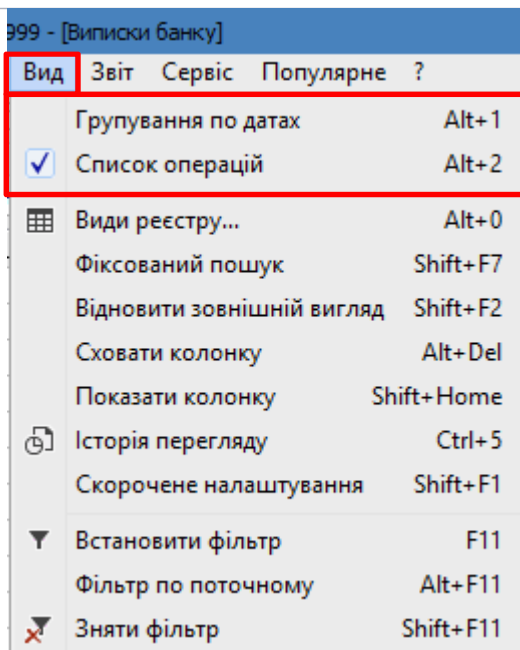 999 - [Виписки банку]
Вид Звіт Сервіс Популярне ?
Групування по датах Alt+1
Список операцій Alt+2
Види реєстру... Alt+0
Фіксований пошук Shift+F7
Відновити зовнішній вигляд Shift+F2
Сховати колонку Alt+Del
Показати колонку Shift+Home
Історія перегляду Ctrl+5
Скорочене налаштування Shift+F1
Встановити фільтр F11
Фільтр по поточному Alt+F11
Зняти фільтр Shift+F11